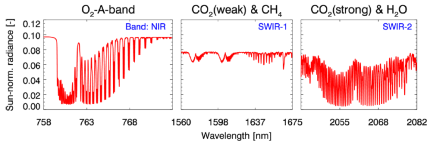 O₂-A-band
CO₂(weak) & CH₄
CO₂(strong) & H₂O
Sun-norm. radiance [-]
0.12
0.10
0.08
0.06
0.04
0.02
0.00
Band: NIR
SWIR-1
SWIR-2
758 763 768
1560 1598 1637 1675
2055 2068 2082
Wavelength [nm]